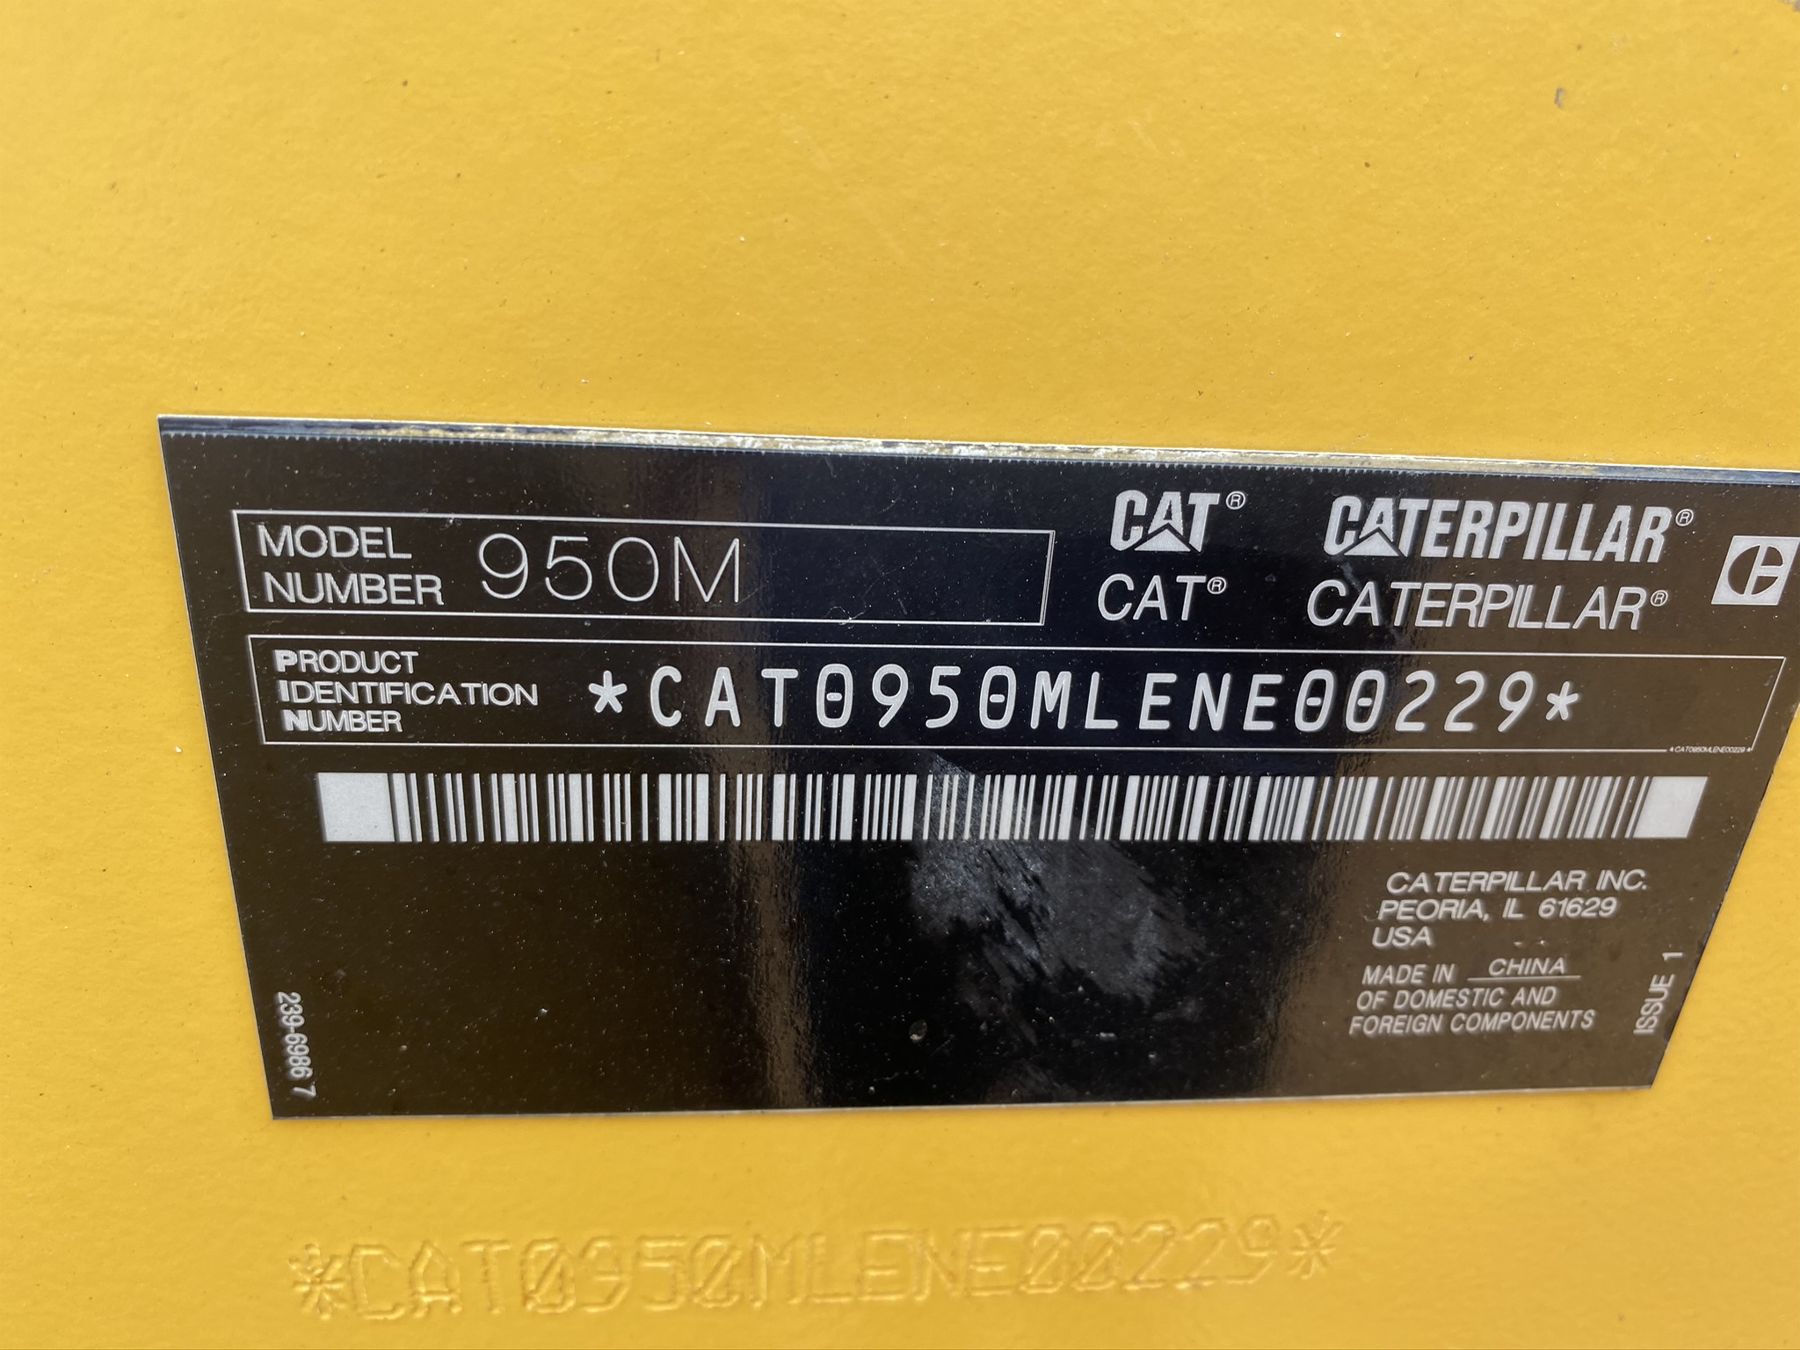 MODEL NUMBER 950M
CAT® CATERPILLAR®
CAT® CATERPILLAR®
PRODUCT IDENTIFICATION NUMBER *CAT0950MLENE00229*
*CAT0950MLENE00229*
CATERPILLAR INC.
PEORIA, IL 61629
USA
MADE IN CHINA
OF DOMESTIC AND
FOREIGN COMPONENTS
ISSUE 1
239-6986 7
*CAT0950MLENE00229*